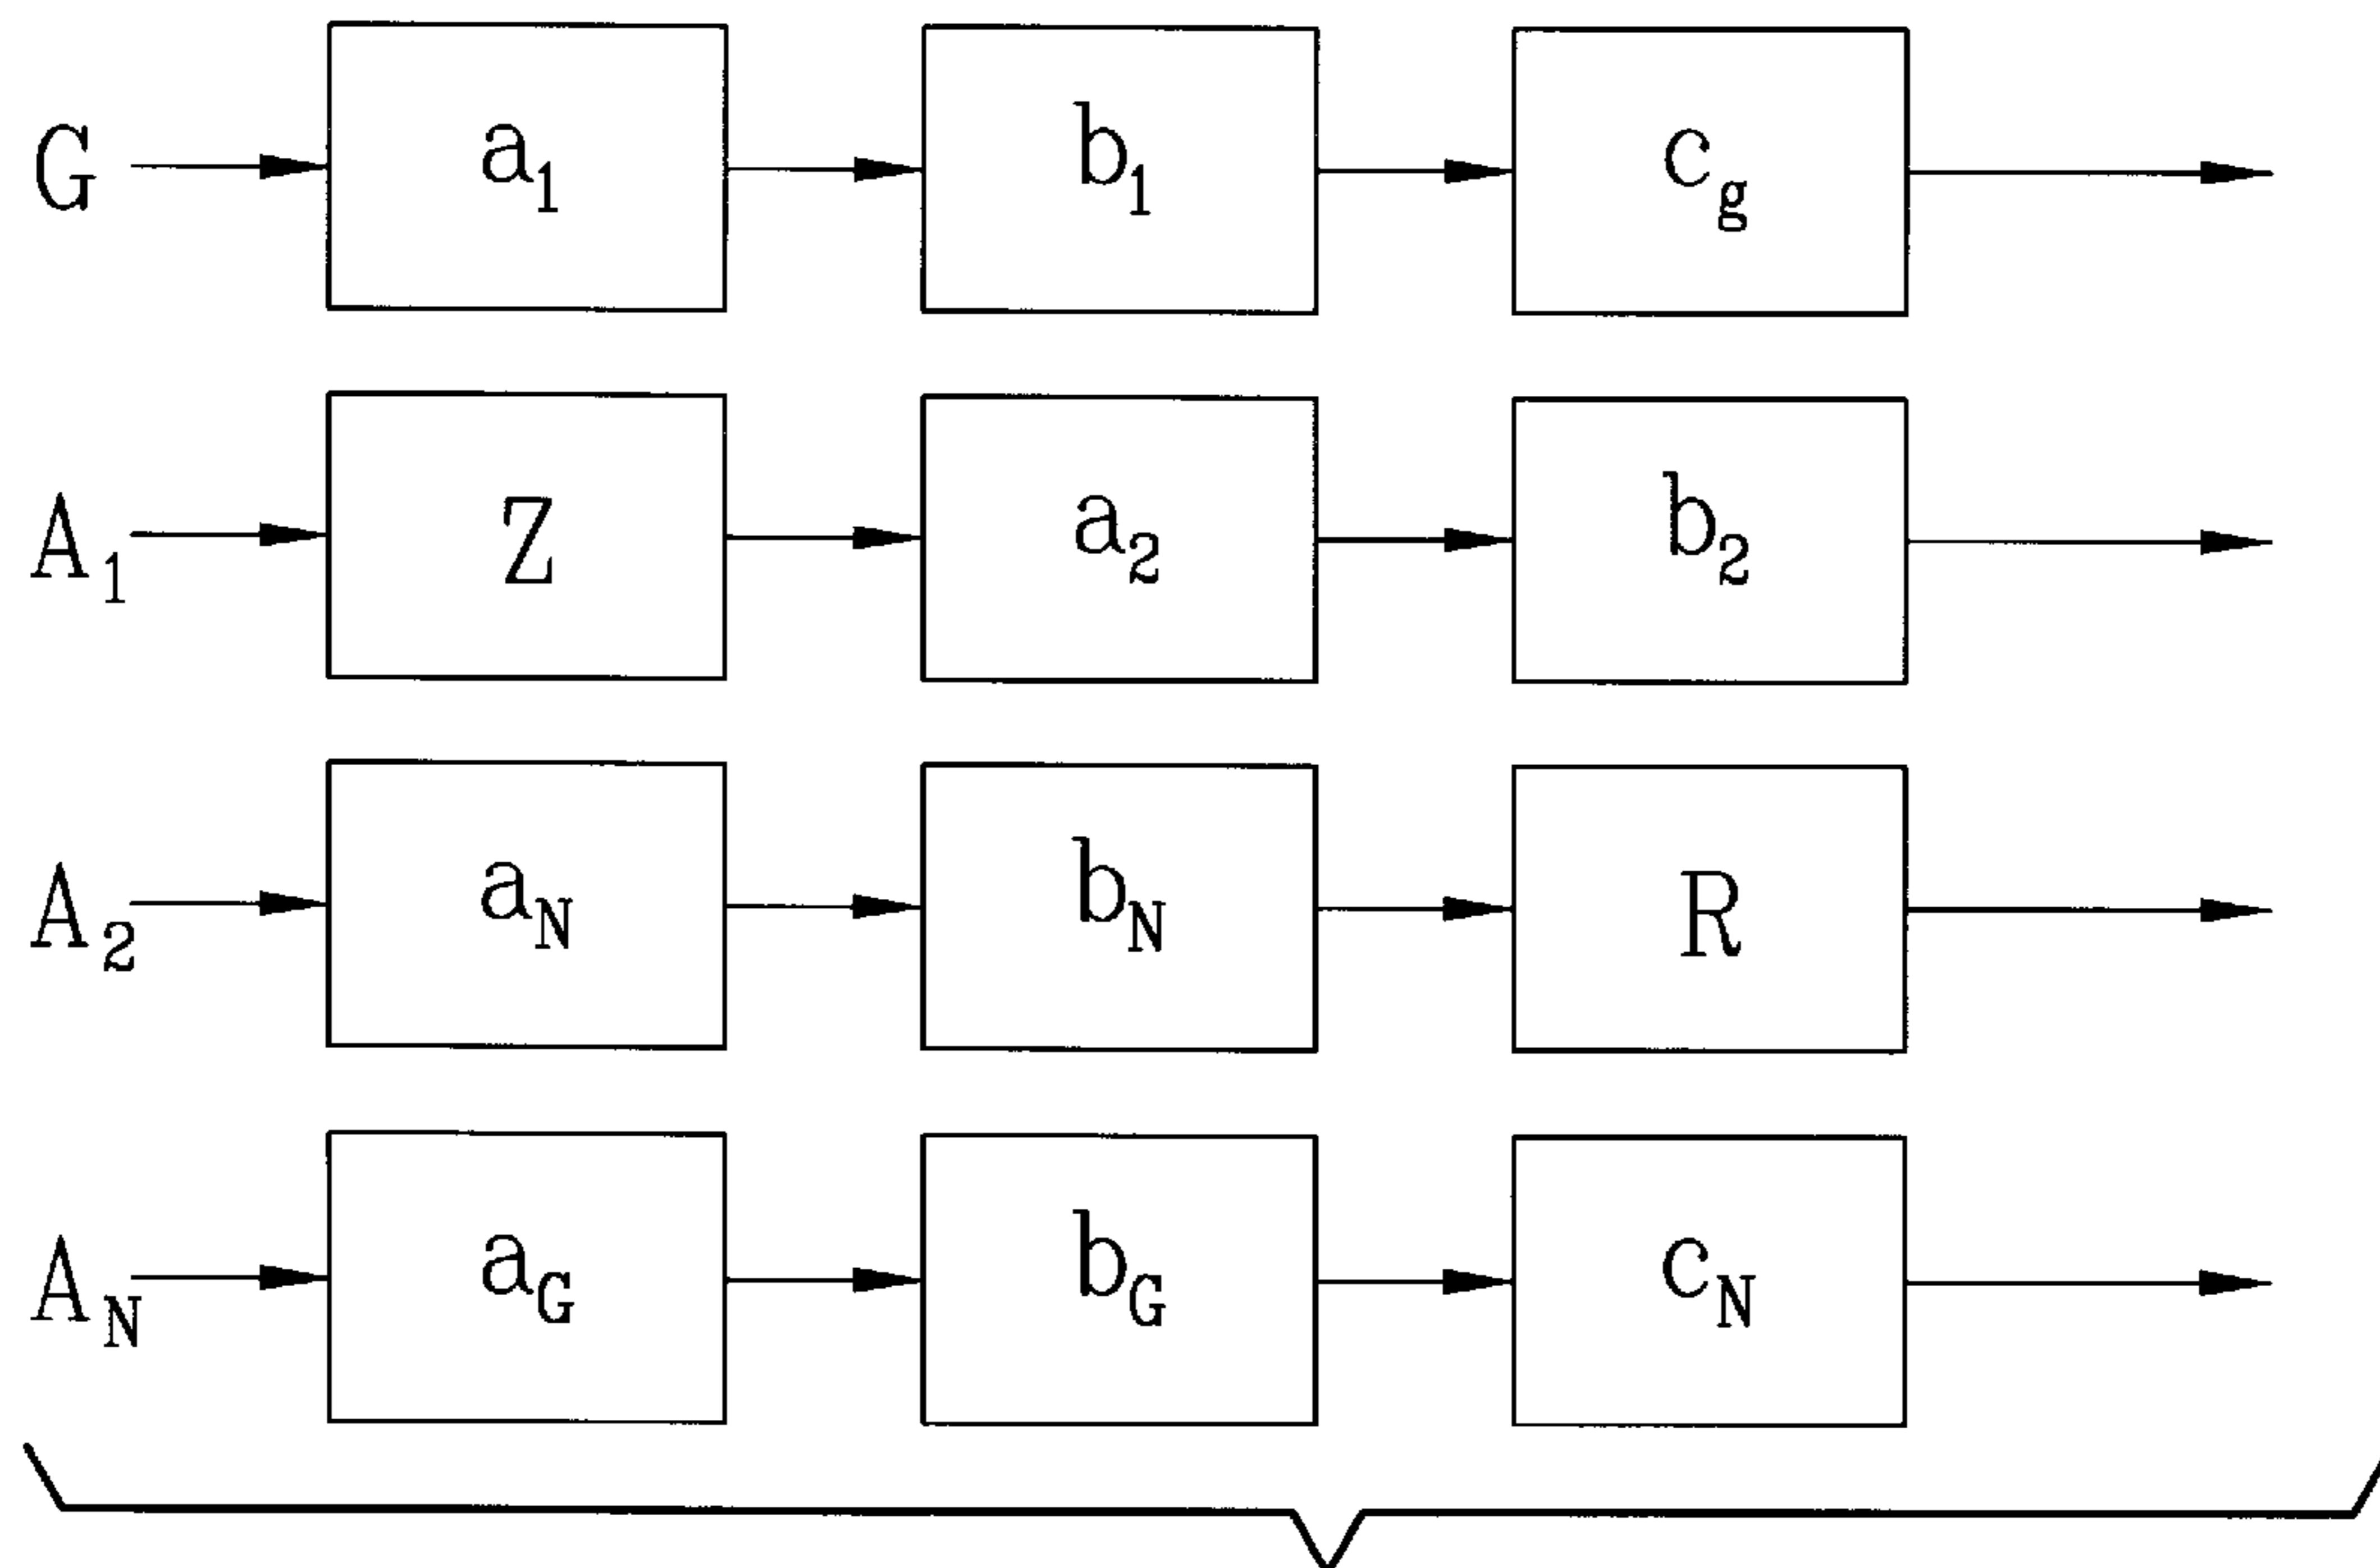 G a₁ b₁ c_g
A₁ Z a₂ b₂
A₂ a_N b_N R
A_N a_G b_G c_N